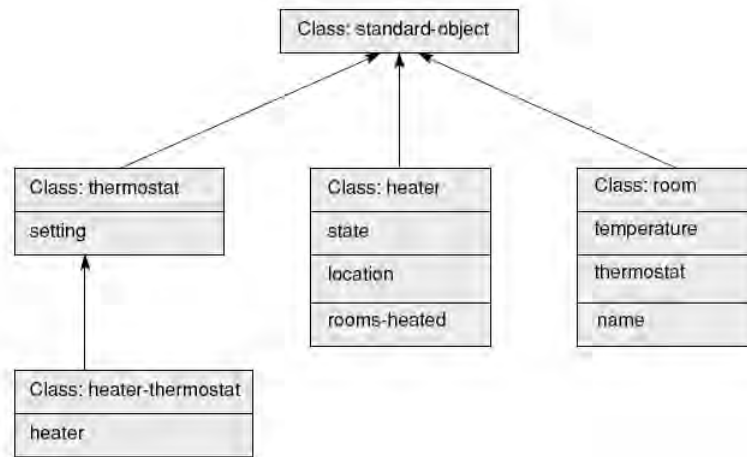 Class: standard-object
Class: thermostat
setting
Class: heater
state
location
rooms-heated
Class: room
temperature
thermostat
name
Class: heater-thermostat
heater